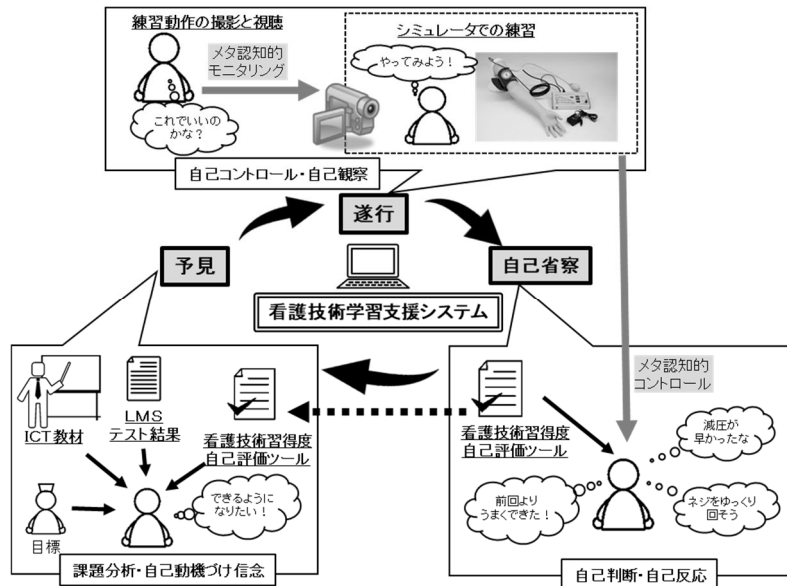 練習動作の撮影と視聴
メタ認知的
モニタリング
これでいいの
かな？
シミュレータでの練習
やってみよう！
自己コントロール・自己観察
遂行
予見
自己省察
看護技術学習支援システム
メタ認知的
コントロール
ICT教材
LMS
テスト結果
看護技術習得度
自己評価ツール
目標
できるように
なりたい！
課題分析・自己動機づけ信念
看護技術習得度
自己評価ツール
減圧が
早かったな
前回より
うまくできた！
ネジをゆっくり
回そう
自己判断・自己反応